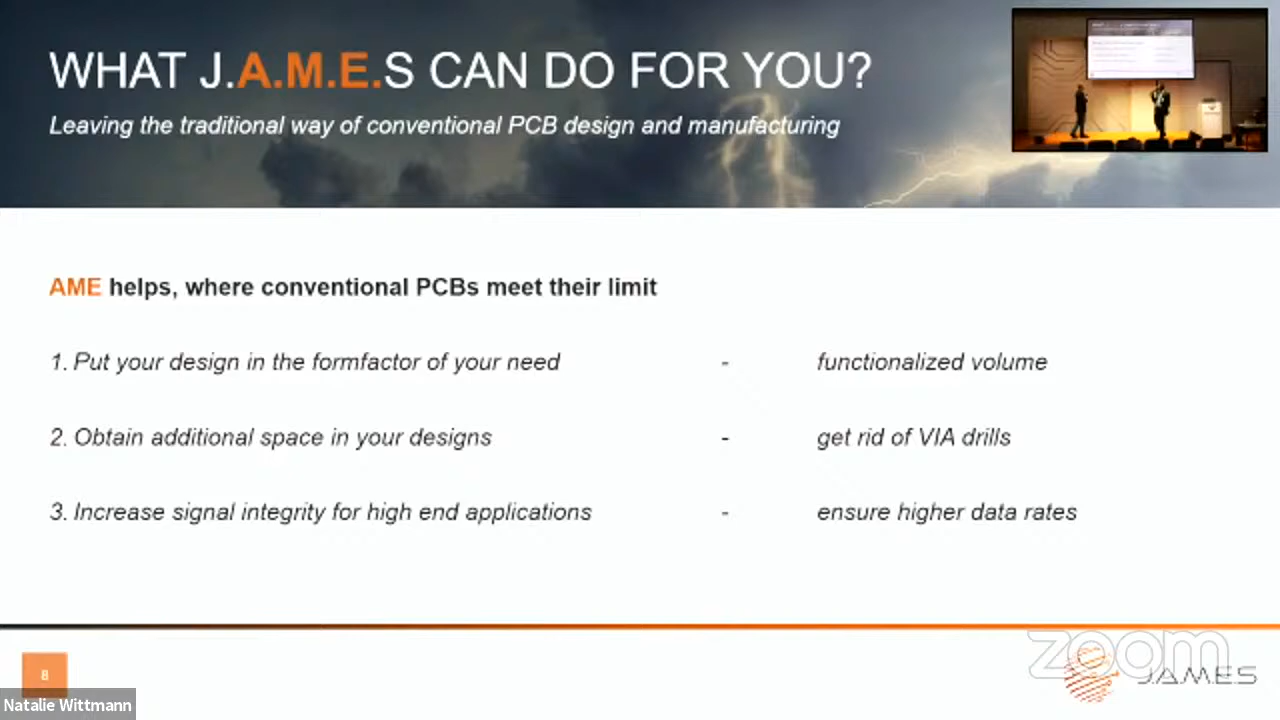 WHAT J.A.M.E.S CAN DO FOR YOU?
Leaving the traditional way of conventional PCB design and manufacturing
AME helps, where conventional PCBs meet their limit
1. Put your design in the formfactor of your need - functionalized volume
2. Obtain additional space in your designs - get rid of VIA drills
3. Increase signal integrity for high end applications - ensure higher data rates
zoom
J.AMES
8
Natalie Wittmann